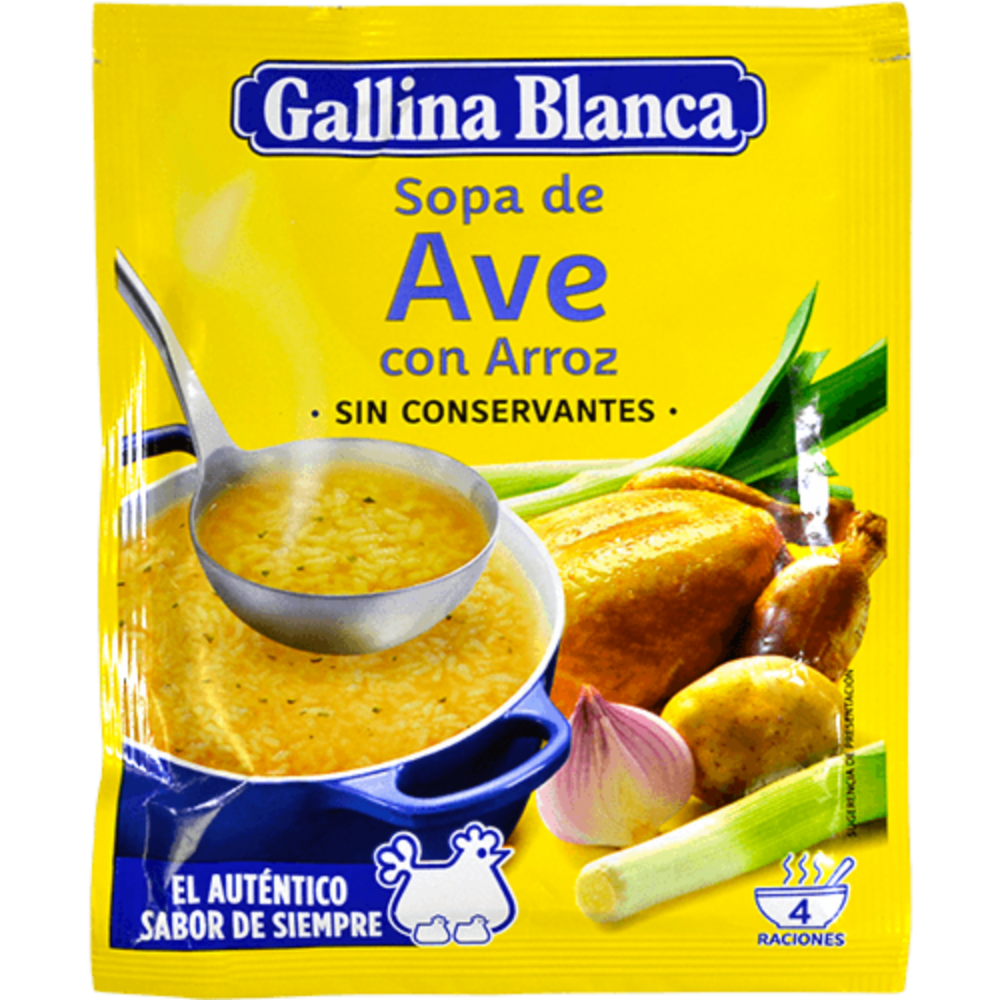 Gallina Blanca
Sopa de
Ave
con Arroz
· SIN CONSERVANTES ·
SUGERENCIA DE PRESENTACIÓN
EL AUTÉNTICO
SABOR DE SIEMPRE
4
RACIONES